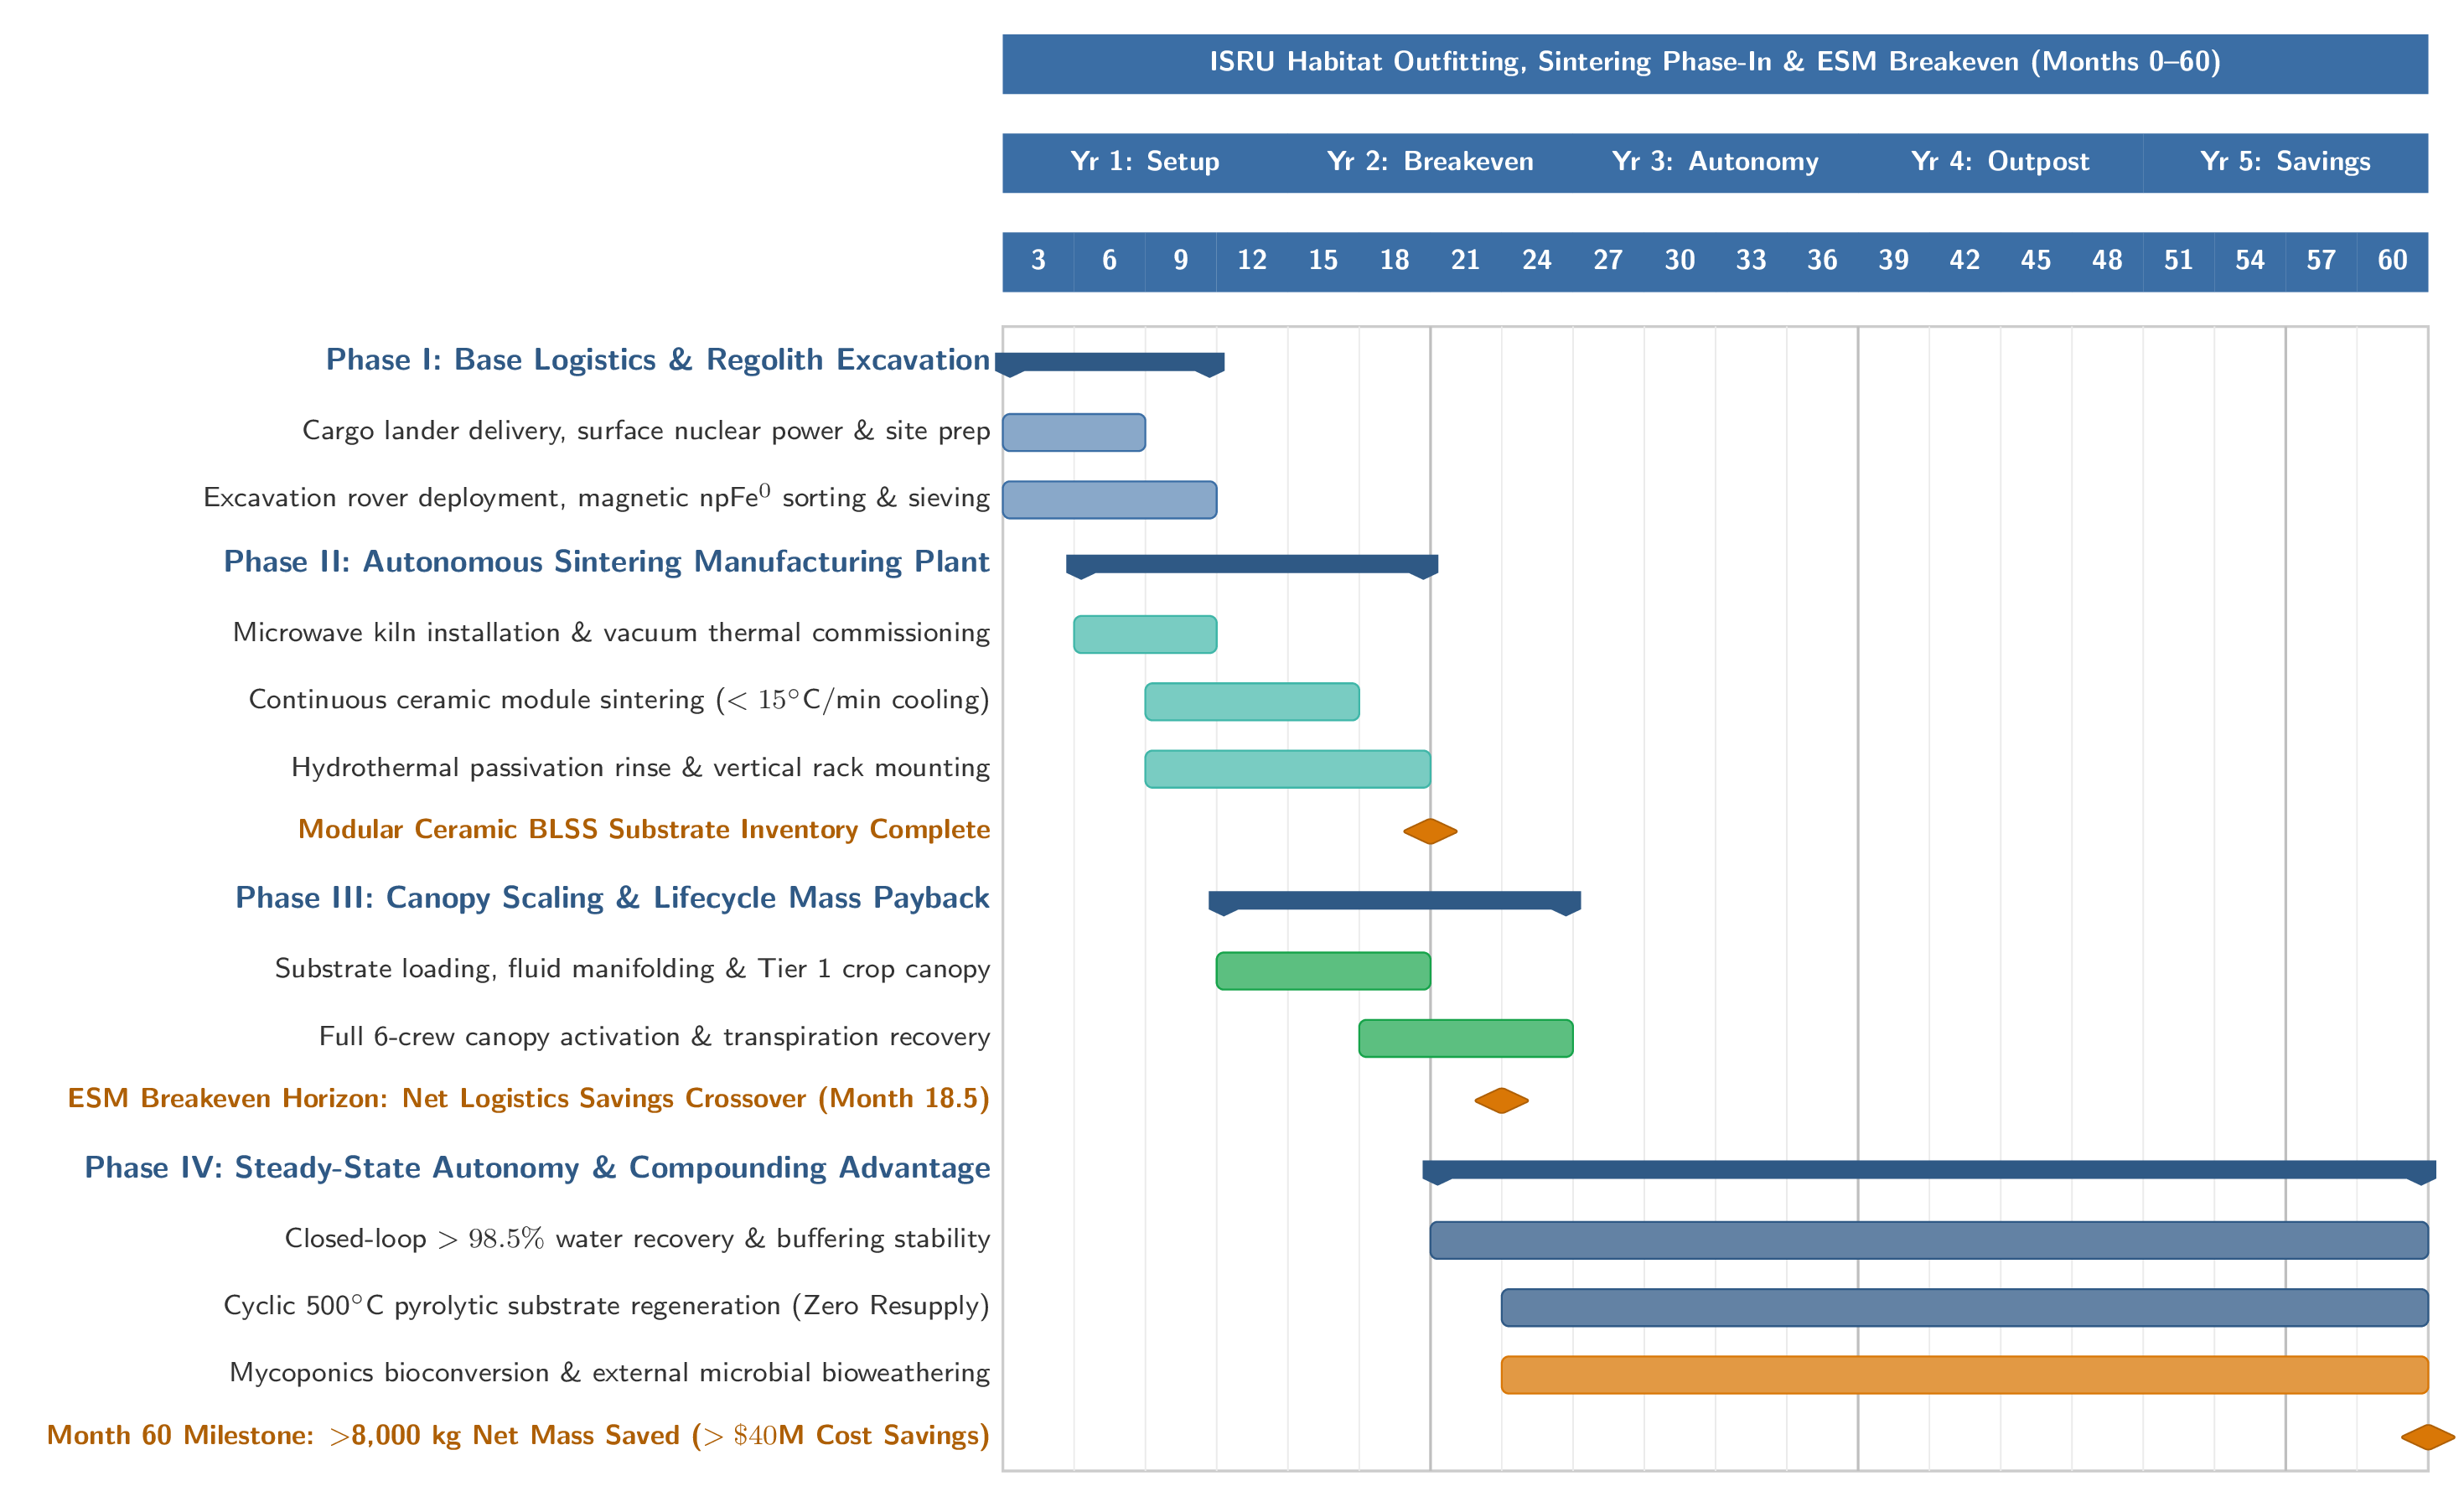 ISRU Habitat Outfitting, Sintering Phase-In & ESM Breakeven (Months 0–60)
Yr 1: Setup Yr 2: Breakeven Yr 3: Autonomy Yr 4: Outpost Yr 5: Savings
3 6 9 12 15 18 21 24 27 30 33 36 39 42 45 48 51 54 57 60
Phase I: Base Logistics & Regolith Excavation
Cargo lander delivery, surface nuclear power & site prep
Excavation rover deployment, magnetic npFe⁰ sorting & sieving
Phase II: Autonomous Sintering Manufacturing Plant
Microwave kiln installation & vacuum thermal commissioning
Continuous ceramic module sintering (< 15°C/min cooling)
Hydrothermal passivation rinse & vertical rack mounting
Modular Ceramic BLSS Substrate Inventory Complete
Phase III: Canopy Scaling & Lifecycle Mass Payback
Substrate loading, fluid manifolding & Tier 1 crop canopy
Full 6-crew canopy activation & transpiration recovery
ESM Breakeven Horizon: Net Logistics Savings Crossover (Month 18.5)
Phase IV: Steady-State Autonomy & Compounding Advantage
Closed-loop > 98.5% water recovery & buffering stability
Cyclic 500°C pyrolytic substrate regeneration (Zero Resupply)
Mycoponics bioconversion & external microbial bioweathering
Month 60 Milestone: >8,000 kg Net Mass Saved (> $40M Cost Savings)